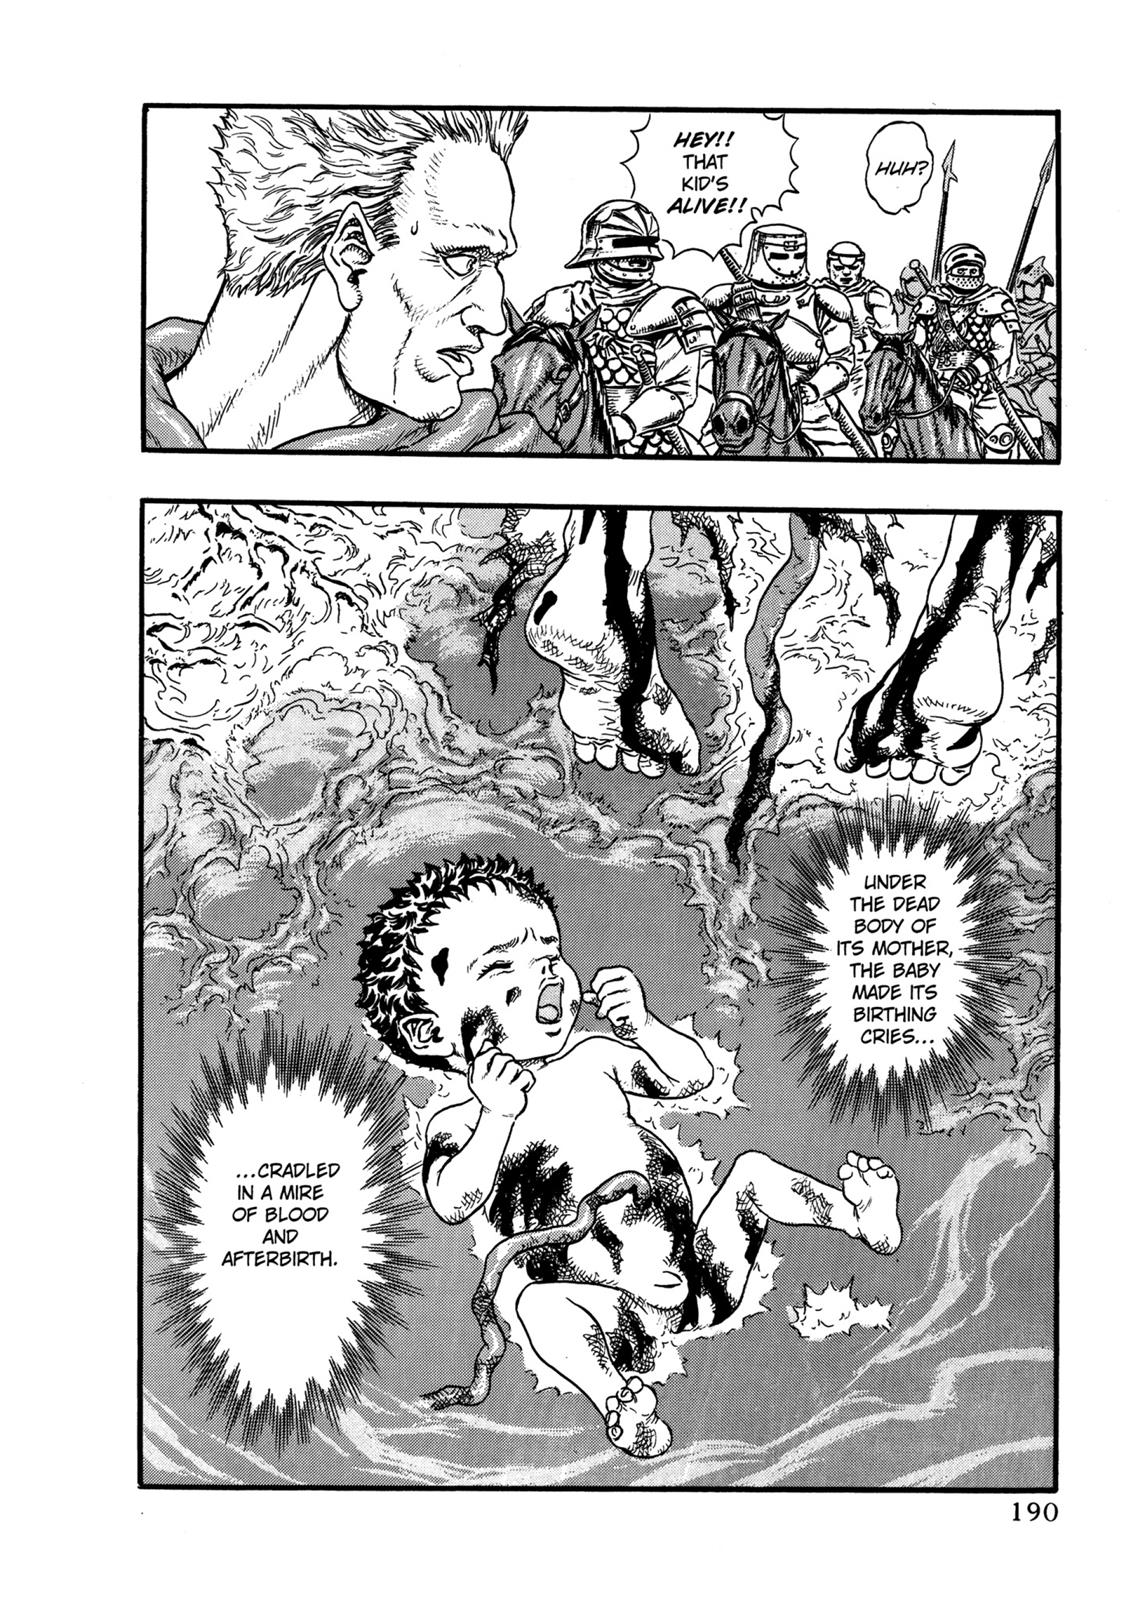 HUH?
HEY!!
THAT
KID'S
ALIVE!!
UNDER
THE DEAD
BODY OF
ITS MOTHER,
THE BABY
MADE ITS
BIRTHING
CRIES...
...CRADLED
IN A MIRE
OF BLOOD
AND
AFTERBIRTH.
190